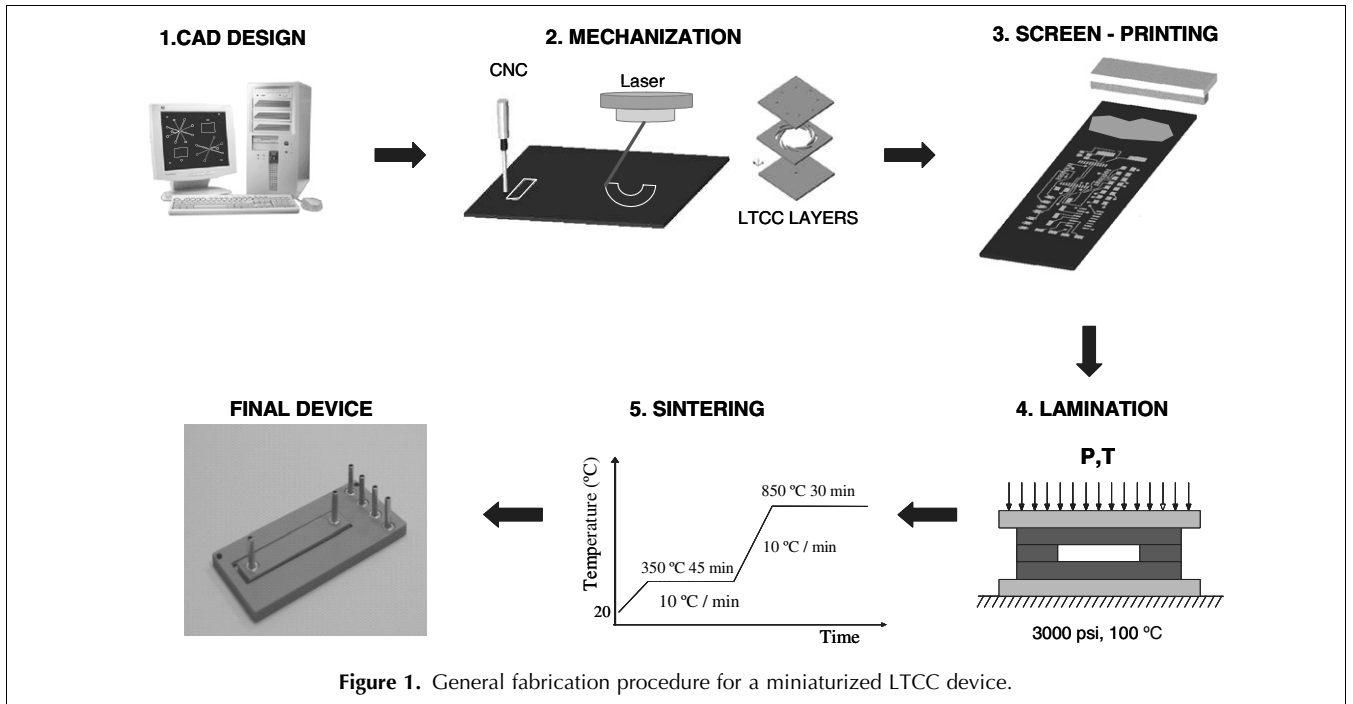 1.CAD DESIGN
2. MECHANIZATION
CNC
Laser
LTCC LAYERS
3. SCREEN - PRINTING
4. LAMINATION
P,T
3000 psi, 100 ºC
5. SINTERING
Temperature (ºC)
850 ºC 30 min
10 ºC / min
350 ºC 45 min
10 ºC / min
20
Time
FINAL DEVICE
Figure 1. General fabrication procedure for a miniaturized LTCC device.